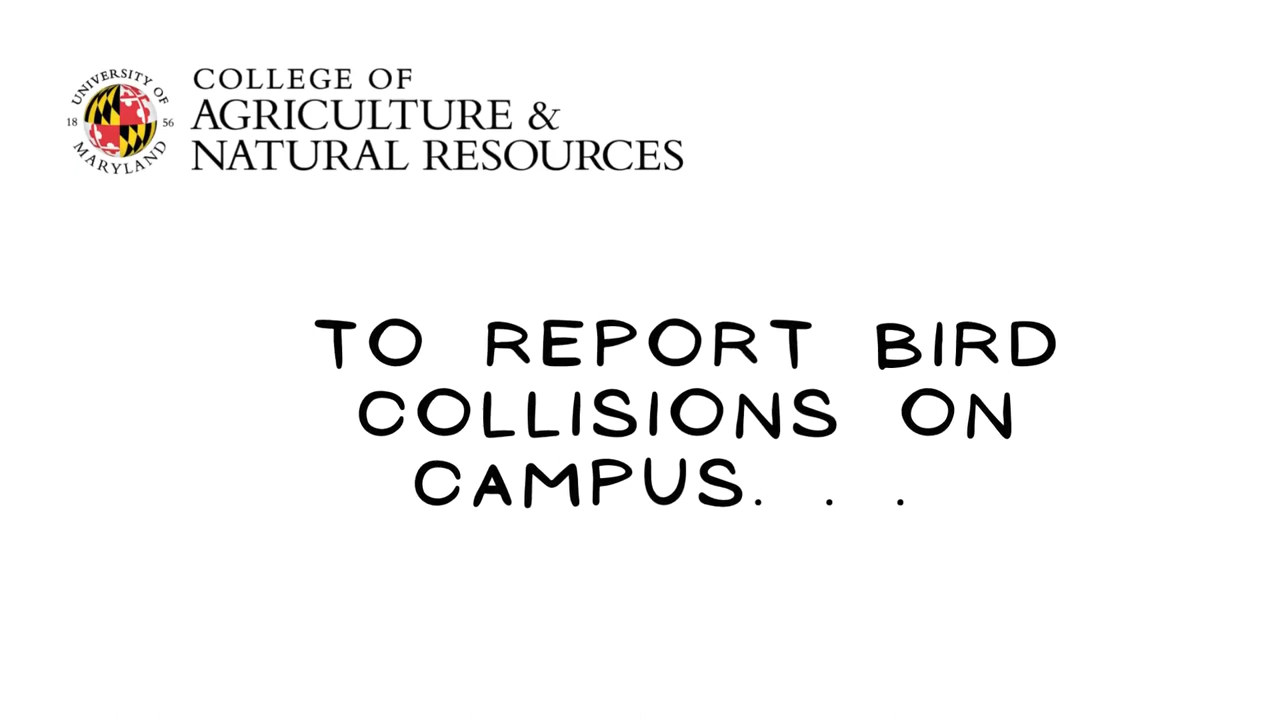 UNIVERSITY OF
18 56
MARYLAND
COLLEGE OF
AGRICULTURE &
NATURAL RESOURCES
TO REPORT BIRD
COLLISIONS ON
CAMPUS. . .